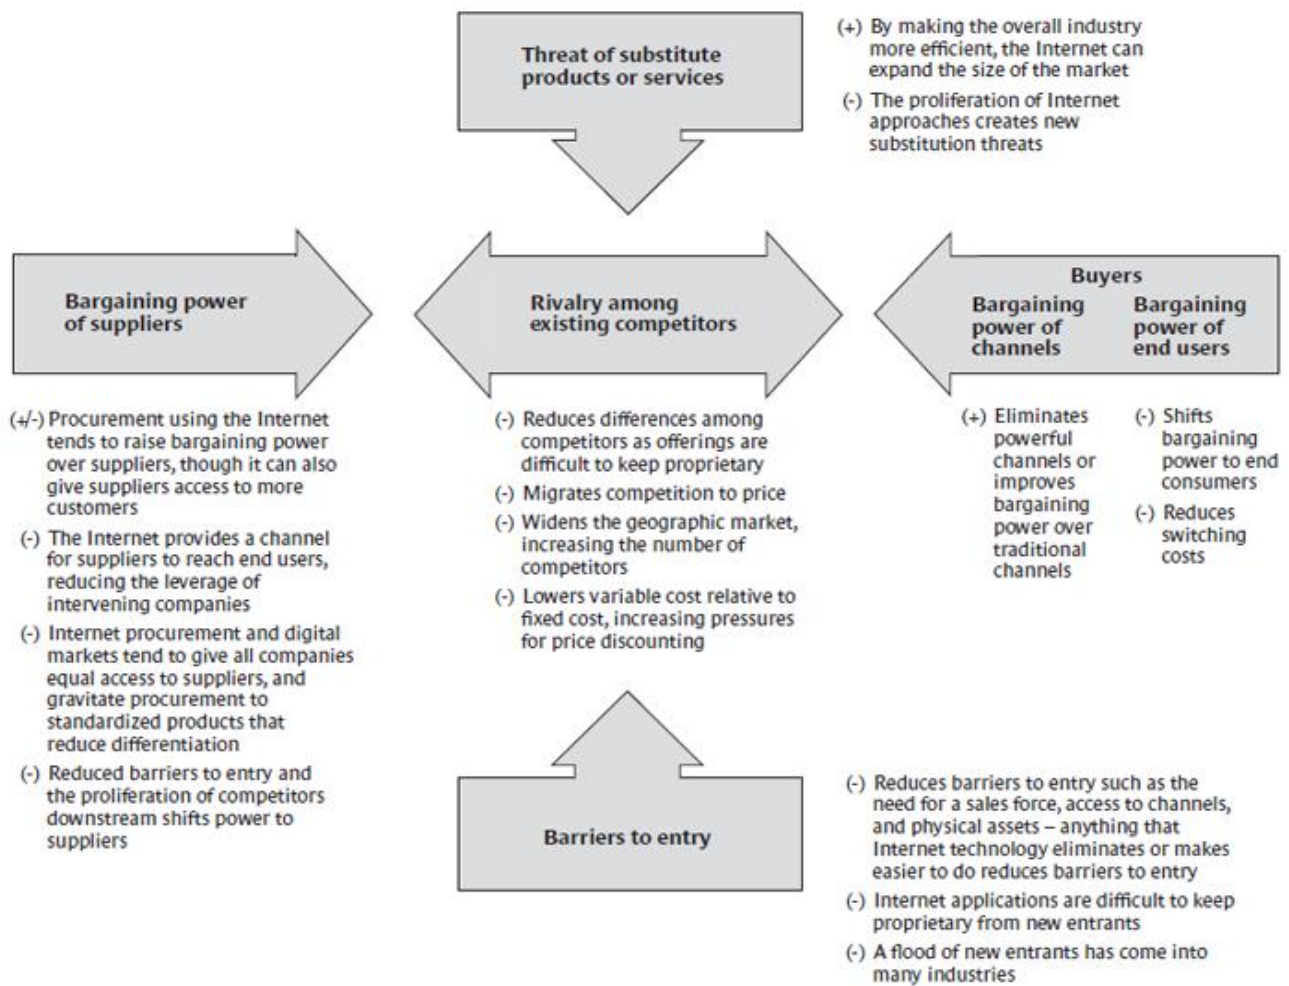 Threat of substitute
products or services
(+) By making the overall industry
more efficient, the Internet can
expand the size of the market
(-) The proliferation of Internet
approaches creates new
substitution threats
Bargaining power
of suppliers
Rivalry among
existing competitors
Buyers
Bargaining
power of
channels
Bargaining
power of
end users
(+/-) Procurement using the Internet
tends to raise bargaining power
over suppliers, though it can also
give suppliers access to more
customers
(-) The Internet provides a channel
for suppliers to reach end users,
reducing the leverage of
intervening companies
(-) Internet procurement and digital
markets tend to give all companies
equal access to suppliers, and
gravitate procurement to
standardized products that
reduce differentiation
(-) Reduced barriers to entry and
the proliferation of competitors
downstream shifts power to
suppliers
(-) Reduces differences among
competitors as offerings are
difficult to keep proprietary
(-) Migrates competition to price
(-) Widens the geographic market,
increasing the number of
competitors
(-) Lowers variable cost relative to
fixed cost, increasing pressures
for price discounting
(+) Eliminates
powerful
channels or
improves
bargaining
power over
traditional
channels
(-) Shifts
bargaining
power to end
consumers
(-) Reduces
switching
costs
Barriers to entry
(-) Reduces barriers to entry such as the
need for a sales force, access to channels,
and physical assets – anything that
Internet technology eliminates or makes
easier to do reduces barriers to entry
(-) Internet applications are difficult to keep
proprietary from new entrants
(-) A flood of new entrants has come into
many industries